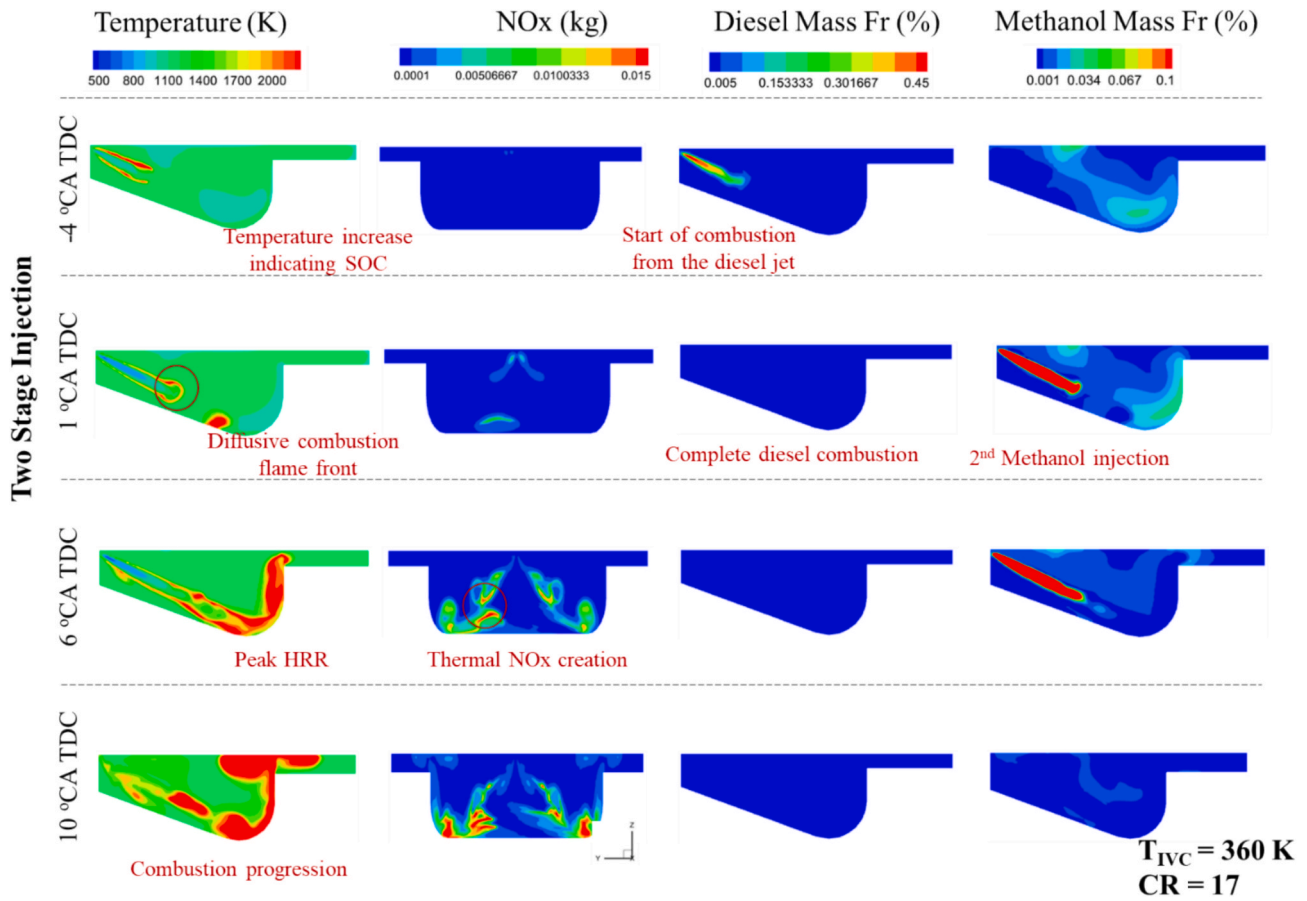 Temperature (K)
NOx (kg)
Diesel Mass Fr (%)
Methanol Mass Fr (%)
500 800 1100 1400 1700 2000
0.0001 0.00506667 0.0100333 0.015
0.005 0.153333 0.301667 0.45
0.001 0.034 0.067 0.1
Two Stage Injection
-4 ºCA TDC
Temperature increase
indicating SOC
Start of combustion
from the diesel jet
1 ºCA TDC
Diffusive combustion
flame front
Complete diesel combustion
2nd Methanol injection
6 ºCA TDC
Peak HRR
Thermal NOx creation
10 ºCA TDC
Combustion progression
Z
Y
X
TIVC = 360 K
CR = 17